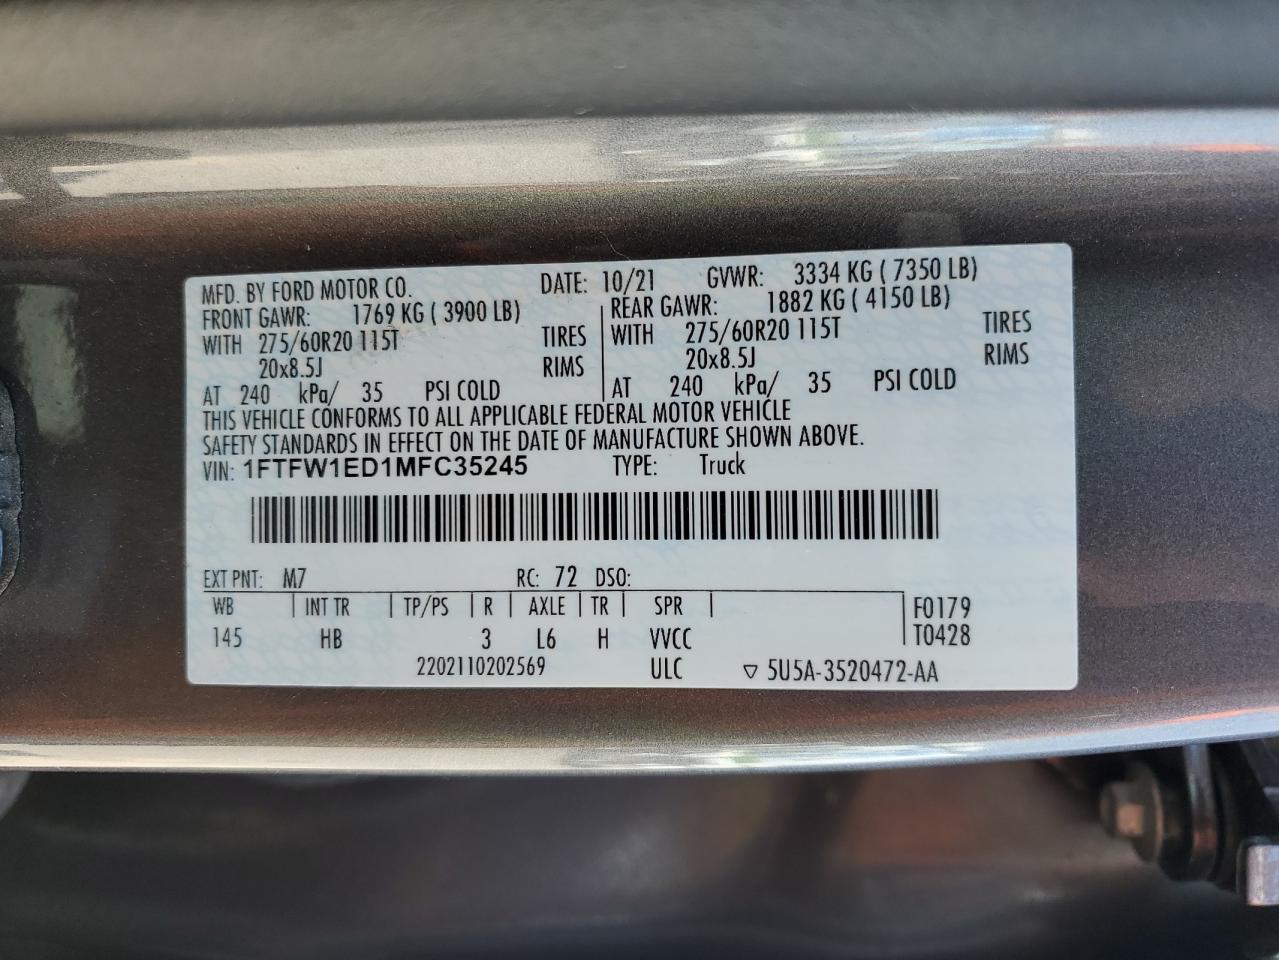 MFD. BY FORD MOTOR CO. DATE: 10/21 GVWR: 3334 KG ( 7350 LB)
FRONT GAWR: 1769 KG ( 3900 LB) REAR GAWR: 1882 KG ( 4150 LB)
WITH 275/60R20 115T TIRES WITH 275/60R20 115T TIRES
20x8.5J RIMS 20x8.5J RIMS
AT 240 kPa/ 35 PSI COLD AT 240 kPa/ 35 PSI COLD
THIS VEHICLE CONFORMS TO ALL APPLICABLE FEDERAL MOTOR VEHICLE
SAFETY STANDARDS IN EFFECT ON THE DATE OF MANUFACTURE SHOWN ABOVE.
VIN: 1FTFW1ED1MFC35245 TYPE: Truck
EXT PNT: M7 RC: 72 DSO:
WB INT TR TP/PS R AXLE TR SPR F0179
145 HB 3 L6 H VVCC T0428
2202110202569 ULC ▽ 5U5A-3520472-AA